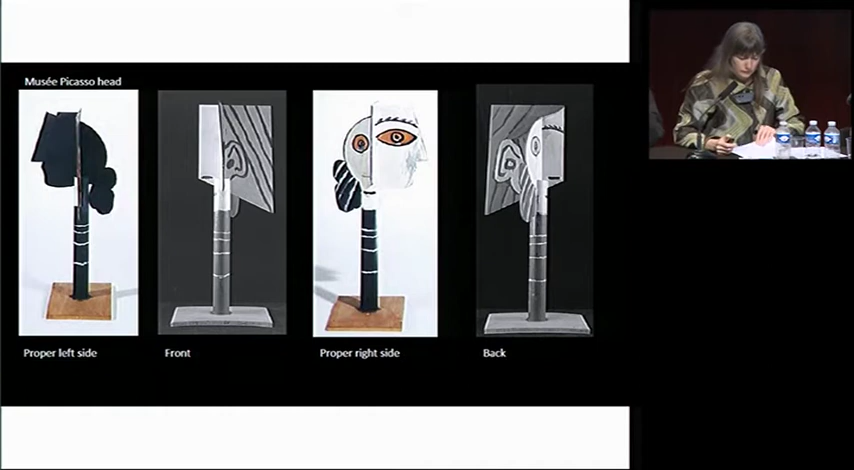 Musée Picasso head
Proper left side
Front
Proper right side
Back